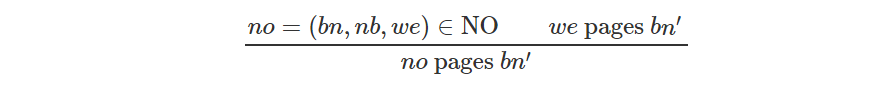 no = (bn, nb, we) ∈ NO we pages bn′
no pages bn′